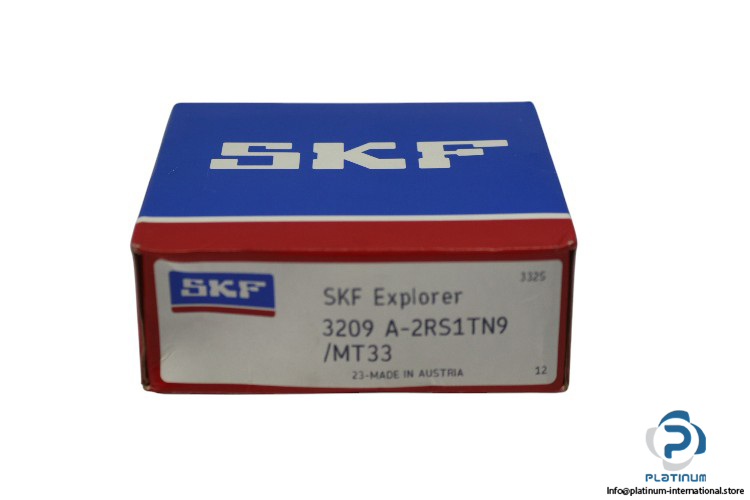 SKF
SKF
SKF Explorer
3325
3209 A-2RS1TN9
/MT33
23-MADE IN AUSTRIA
12
PLATINUM
Info@platinum-international.store